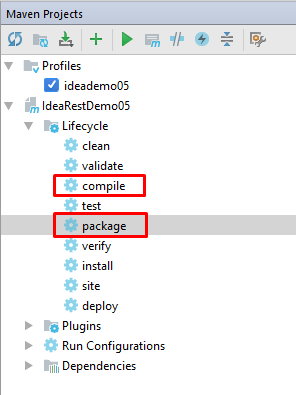 Maven Projects
Profiles
ideademo05
IdeaRestDemo05
Lifecycle
clean
validate
compile
test
package
verify
install
site
deploy
Plugins
Run Configurations
Dependencies